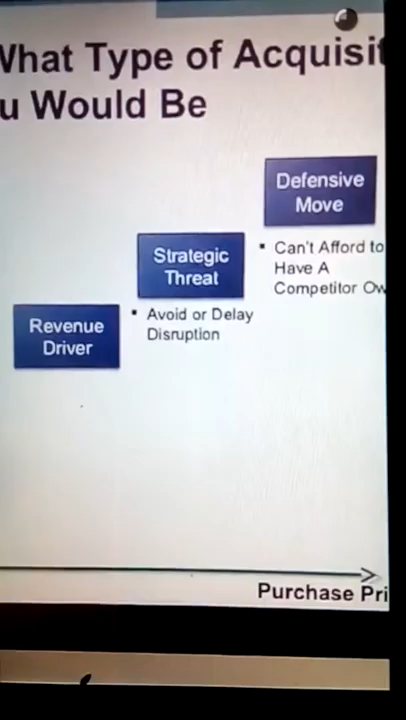 What Type of Acquisit
u Would Be
Defensive
Move
▪ Can't Afford to
Have A
Competitor Ow
Strategic
Threat
▪ Avoid or Delay
Disruption
Revenue
Driver
Purchase Pri